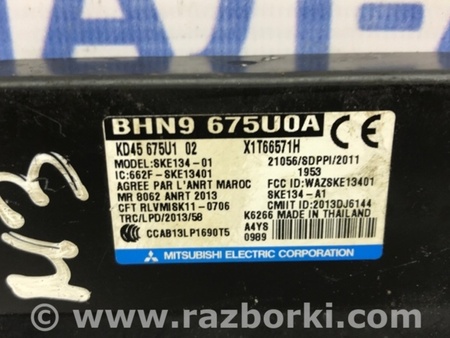 BHN9 675U0A CE
KD45 675U1 02 X1T66571H
MODEL:SKE134-01 21056/SDPPI/2011
IC:662F-SKE13401 1953
AGREE PAR L'ANRT MAROC FCC ID:WAZSKE13401
MR 8062 ANRT 2013 SKE134-A1
CFT RLVMISK11-0706 CMIIT ID:2013DJ6144
TRC/LPD/2013/58 K6266 MADE IN THAILAND
CCAB13LP1690T5 A4YS
0989
MITSUBISHI ELECTRIC CORPORATION
www.razborki.com